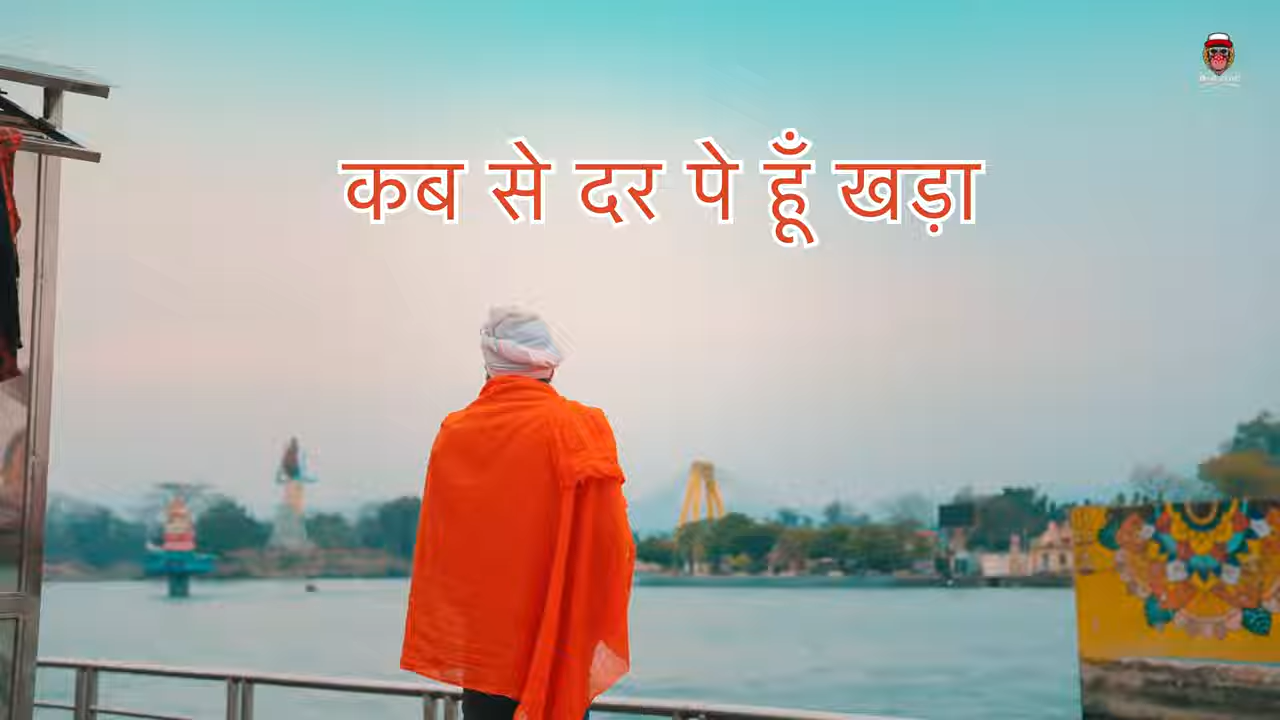 कब से दर पे हूँ खड़ा